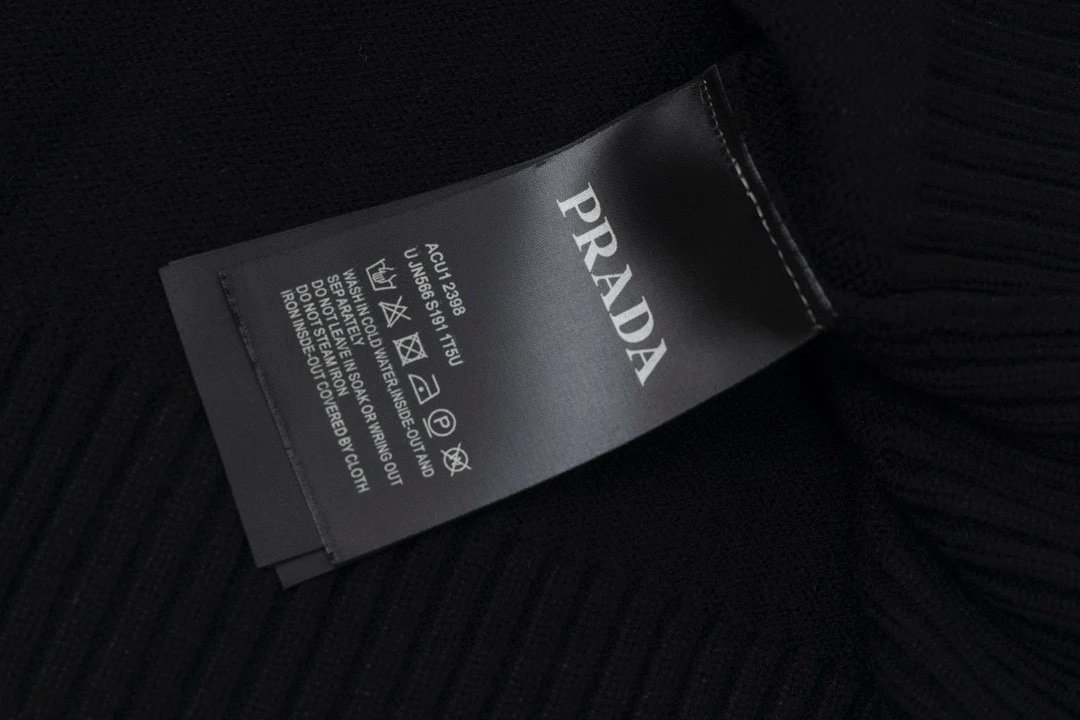 PRADA
ACU1 2398
U JN566 S191 1T5U
P
WASH IN COLD WATER,INSIDE-OUT AND
SEPARATELY
DO NOT LEAVE IN SOAK OR WRING OUT
DO NOT STEAM IRON
IRON INSDE-OUT COVERED BY CLOTH